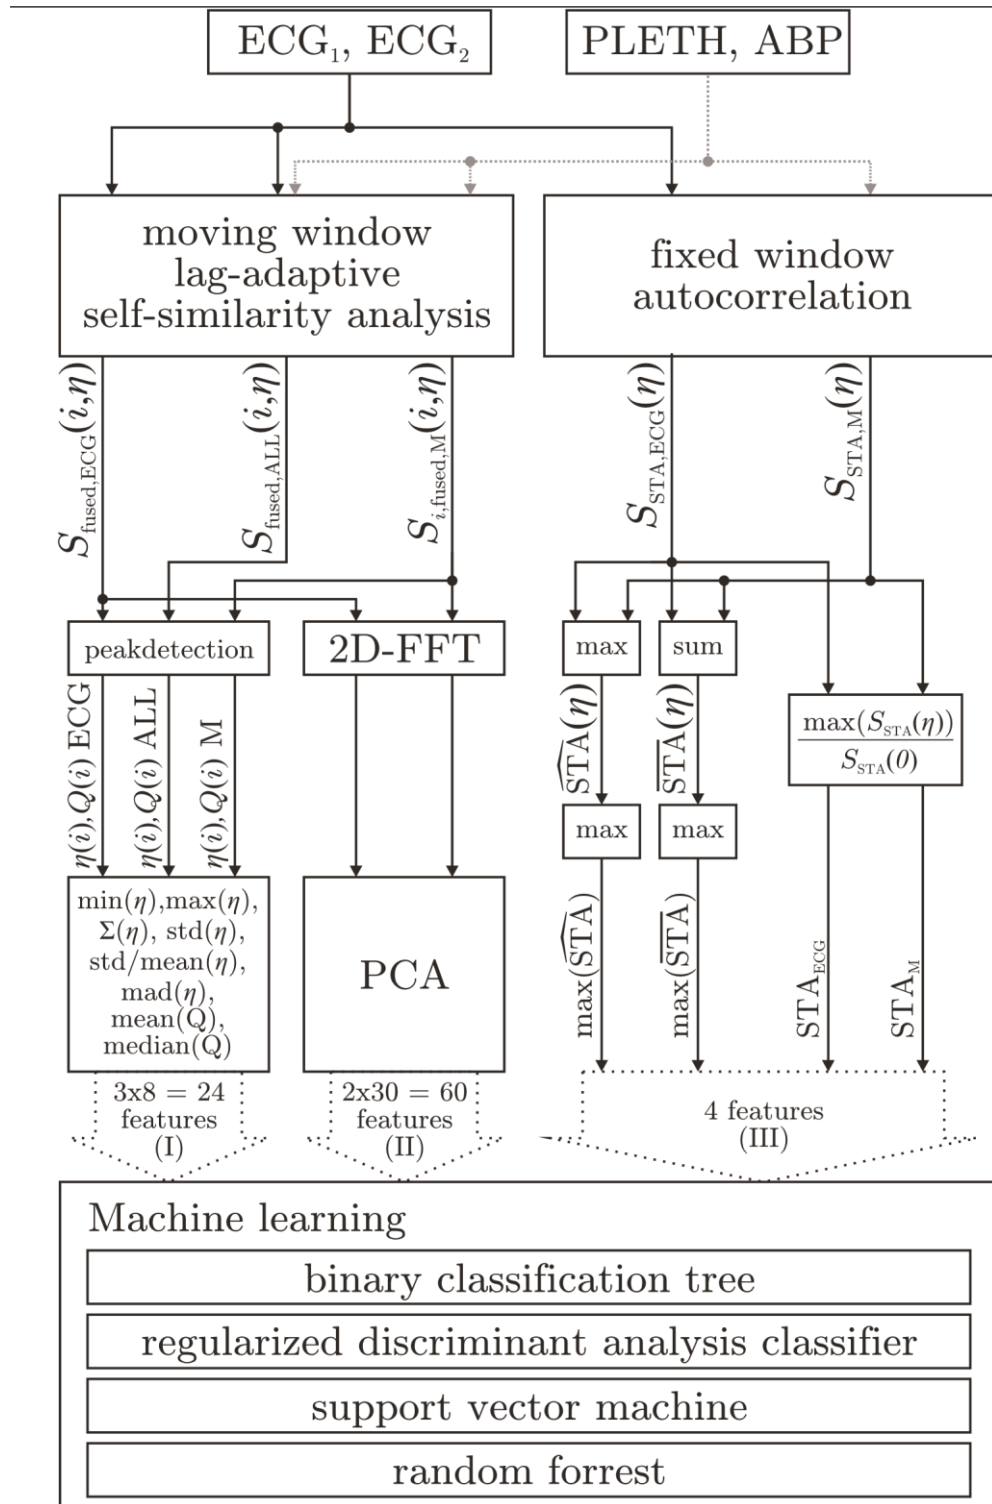 ECG₁, ECG₂
PLETH, ABP
moving window
lag-adaptive
self-similarity analysis
fixed window
autocorrelation
S_fused,ECG(i,η)
S_fused,ALL(i,η)
S_i,fused,M(i,η)
S_STA,ECG(η)
S_STA,M(η)
peakdetection
2D-FFT
max
sum
η(i),Q(i) ECG
η(i),Q(i) ALL
η(i),Q(i) M
\widehat{STA}(η)
\overline{STA}(η)
max(S_STA(η))
S_STA(0)
max
max
min(η),max(η),
Σ(η), std(η),
std/mean(η),
mad(η),
mean(Q),
median(Q)
PCA
max(\widehat{STA})
max(\overline{STA})
STA_ECG
STA_M
3x8 = 24
features
(I)
2x30 = 60
features
(II)
4 features
(III)
Machine learning
binary classification tree
regularized discriminant analysis classifier
support vector machine
random forrest